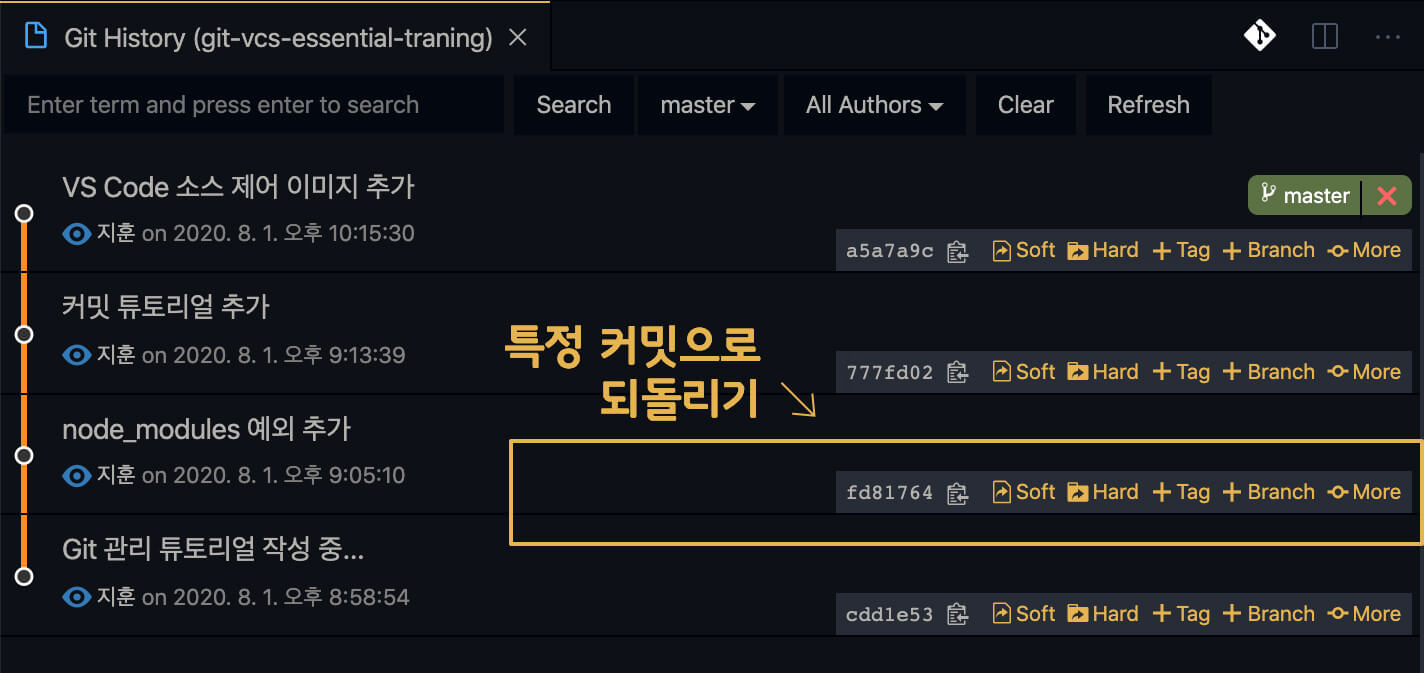 Git History (git-vcs-essential-traning)
Enter term and press enter to search Search master All Authors Clear Refresh
VS Code 소스 제어 이미지 추가
master
지훈 on 2020. 8. 1. 오후 10:15:30
a5a7a9c Soft Hard Tag Branch More
커밋 튜토리얼 추가
지훈 on 2020. 8. 1. 오후 9:13:39
777fd02 Soft Hard Tag Branch More
특정 커밋으로
되돌리기
node_modules 예외 추가
지훈 on 2020. 8. 1. 오후 9:05:10
fd81764 Soft Hard Tag Branch More
Git 관리 튜토리얼 작성 중...
지훈 on 2020. 8. 1. 오후 8:58:54
cdd1e53 Soft Hard Tag Branch More